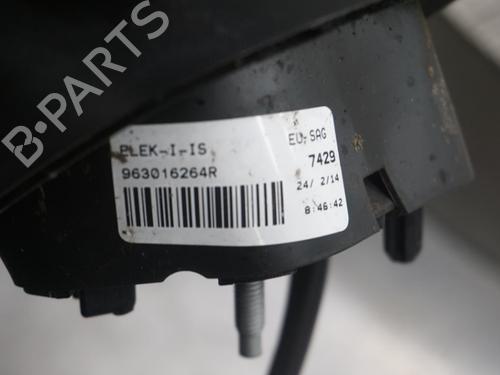 PLEK-I-IS
EU-SAG
963016264R
7429
24/ 2/14
8:46:42
B-PARTS